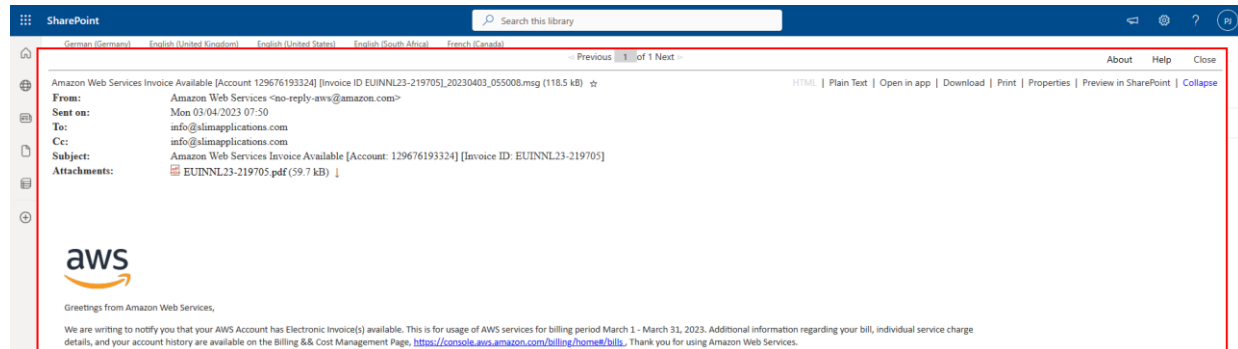 SharePoint
Search this library
PJ
German (Germany) English (United Kingdom) English (United States) English (South Africa) French (Canada)
Previous 1 of 1 Next
About Help Close
Amazon Web Services Invoice Available [Account 129676193324] [Invoice ID EUINNL23-219705]_20230403_055008.msg (118.5 kB) ☆
HTML | Plain Text | Open in app | Download | Print | Properties | Preview in SharePoint | Collapse
From: Amazon Web Services <no-reply-aws@amazon.com>
Sent on: Mon 03/04/2023 07:50
To: info@slimapplications.com
Cc: info@slimapplications.com
Subject: Amazon Web Services Invoice Available [Account: 129676193324] [Invoice ID: EUINNL23-219705]
Attachments: EUINNL23-219705.pdf (59.7 kB) ↓
aws
Greetings from Amazon Web Services,
We are writing to notify you that your AWS Account has Electronic Invoice(s) available. This is for usage of AWS services for billing period March 1 - March 31, 2023. Additional information regarding your bill, individual service charge
details, and your account history are available on the Billing && Cost Management Page, https://console.aws.amazon.com/billing/home#/bills , Thank you for using Amazon Web Services.